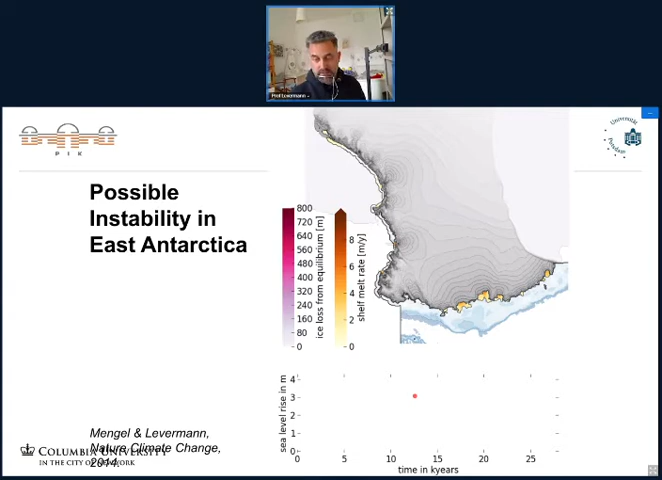 Prof Levermann
P I K
Universität
Potsdam
Possible
Instability in
East Antarctica
800
720
640
560
480
400
320
240
160
80
0
ice loss from equilibrium [m]
8
6
4
2
0
shelf melt rate [m/y]
4
3
2
1
0
sea level rise in m
0 5 10 15 20 25
time in kyears
Mengel & Levermann,
Nature Climate Change,
2014
COLUMBIA UNIVERSITY
IN THE CITY OF NEW YORK